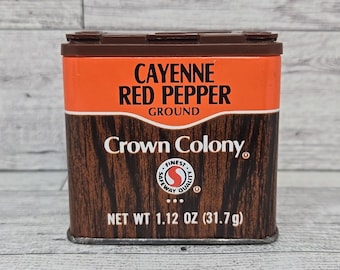 CAYENNE
RED PEPPER
GROUND
Crown Colony
FINEST
SAFEWAY QUALITY
S
NET WT 1.12 OZ (31.7g)